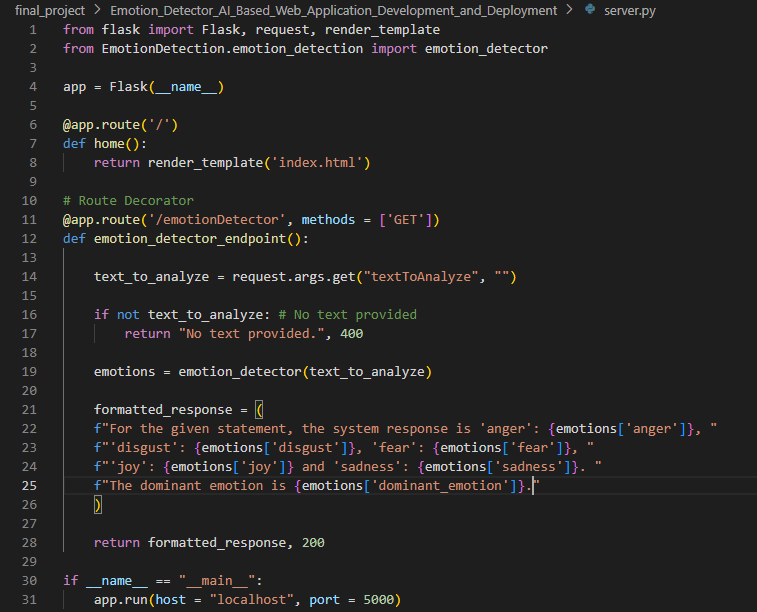 final_project > Emotion_Detector_AI_Based_Web_Application_Development_and_Deployment > server.py
1 from flask import Flask, request, render_template
2 from EmotionDetection.emotion_detection import emotion_detector
3
4 app = Flask(__name__)
5
6 @app.route('/')
7 def home():
8     return render_template('index.html')
9
10 # Route Decorator
11 @app.route('/emotionDetector', methods = ['GET'])
12 def emotion_detector_endpoint():
13
14     text_to_analyze = request.args.get("textToAnalyze", "")
15
16     if not text_to_analyze: # No text provided
17         return "No text provided.", 400
18
19     emotions = emotion_detector(text_to_analyze)
20
21     formatted_response = (
22     f"For the given statement, the system response is 'anger': {emotions['anger']}, "
23     f"'disgust': {emotions['disgust']}, 'fear': {emotions['fear']}, "
24     f"'joy': {emotions['joy']} and 'sadness': {emotions['sadness']}. "
25     f"The dominant emotion is {emotions['dominant_emotion']}."
26     )
27
28     return formatted_response, 200
29
30 if __name__ == "__main__":
31     app.run(host = "localhost", port = 5000)